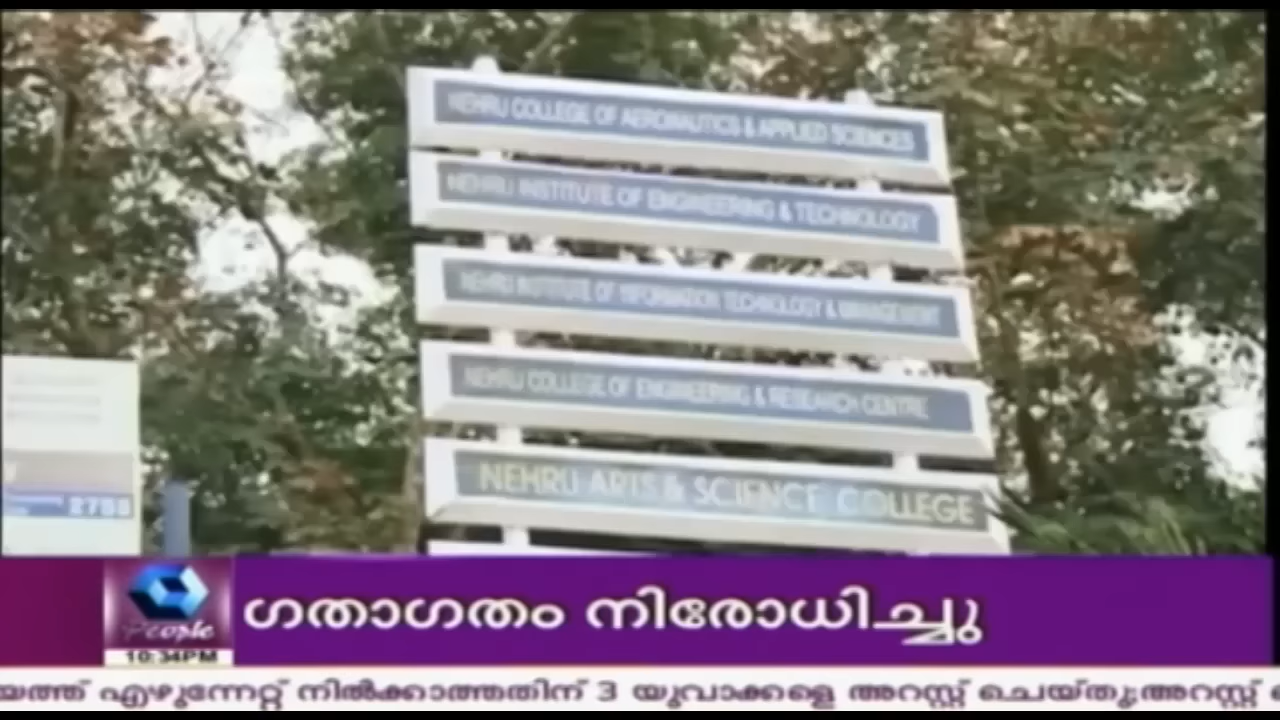 NEHRU COLLEGE OF AERONAUTICS & APPLIED SCIENCES
NEHRU INSTITUTE OF ENGINEERING & TECHNOLOGY
NEHRU INSTITUTE OF INFORMATION TECHNOLOGY & MANAGEMENT
NEHRU COLLEGE OF ENGINEERING & RESEARCH CENTRE
NEHRU ARTS & SCIENCE COLLEGE
People
10:34PM
ഗതാഗതം നിരോധിച്ചു
യത്ത് എഴുന്നേറ്റ് നിൽക്കാത്തതിന് 3 യുവാക്കളെ അറസ്റ്റ് ചെയ്തു;അറസ്റ്റ്